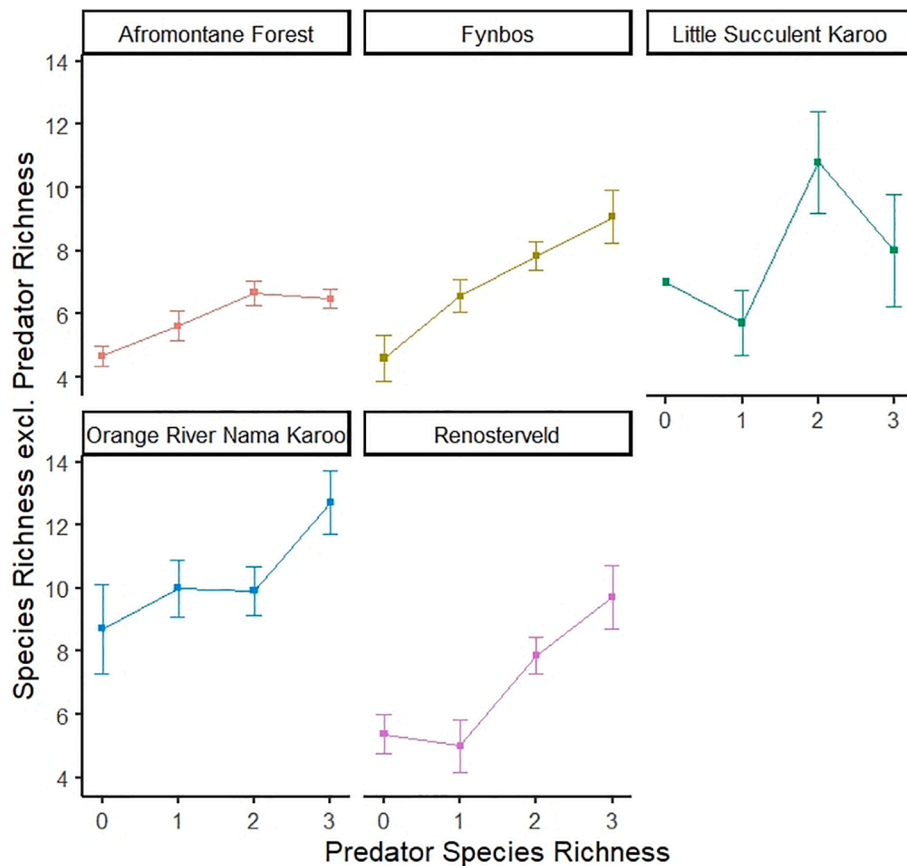 Afromontane Forest
Fynbos
Little Succulent Karoo
14
12
10
8
6
4
0 1 2 3
Orange River Nama Karoo
Renosterveld
14
12
10
8
6
4
0 1 2 3
0 1 2 3
Species Richness excl. Predator Richness
Predator Species Richness